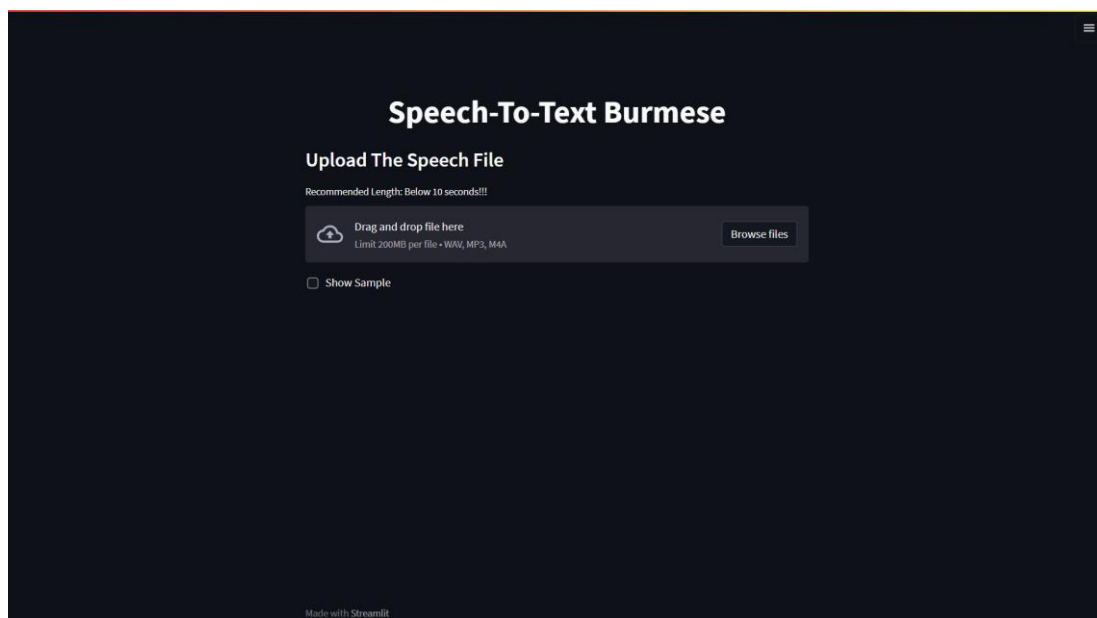 Speech-To-Text Burmese
Upload The Speech File
Recommended Length: Below 10 seconds!!!
Drag and drop file here
Limit 200MB per file • WAV, MP3, M4A
Browse files
Show Sample
Made with Streamlit